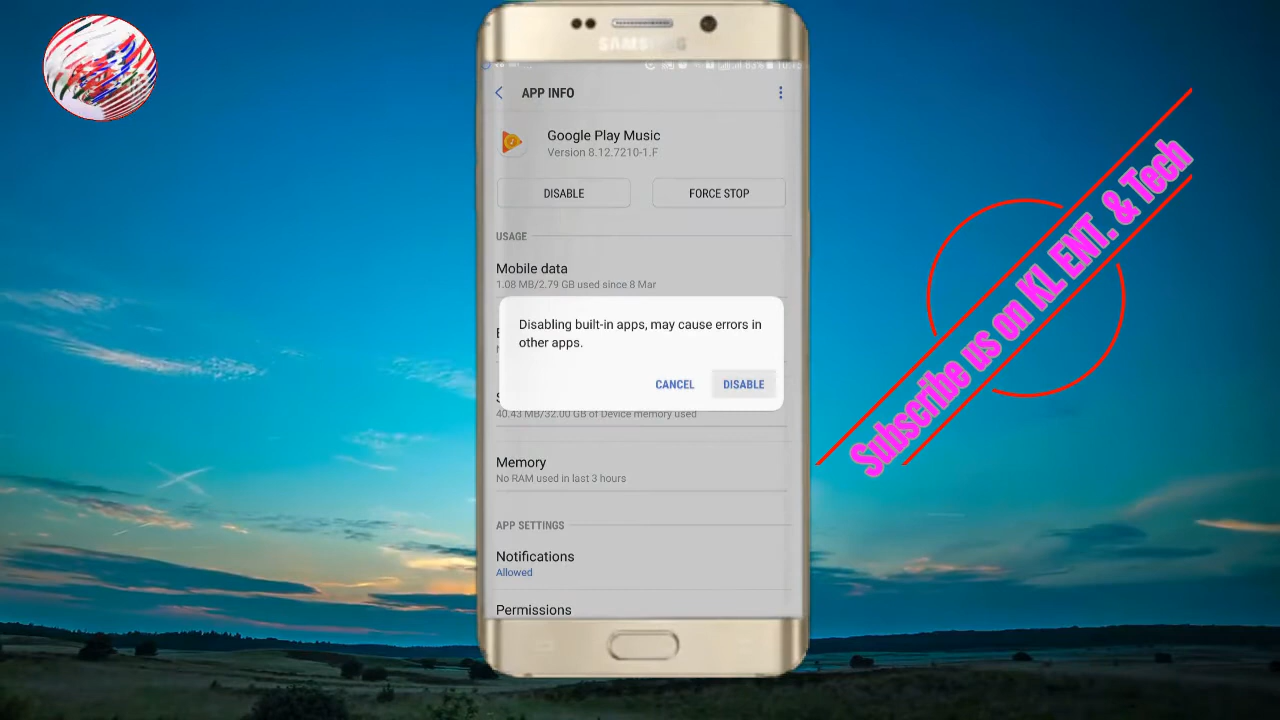 SAMSUNG
APP INFO
Google Play Music
Version 8.12.7210-1.F
DISABLE
FORCE STOP
USAGE
Mobile data
1.08 MB/2.79 GB used since 8 Mar
Disabling built-in apps, may cause errors in
other apps.
CANCEL
DISABLE
40.43 MB/32.00 GB of Device memory used
Memory
No RAM used in last 3 hours
APP SETTINGS
Notifications
Allowed
Permissions
Subscribe us on KL ENT. & Tech